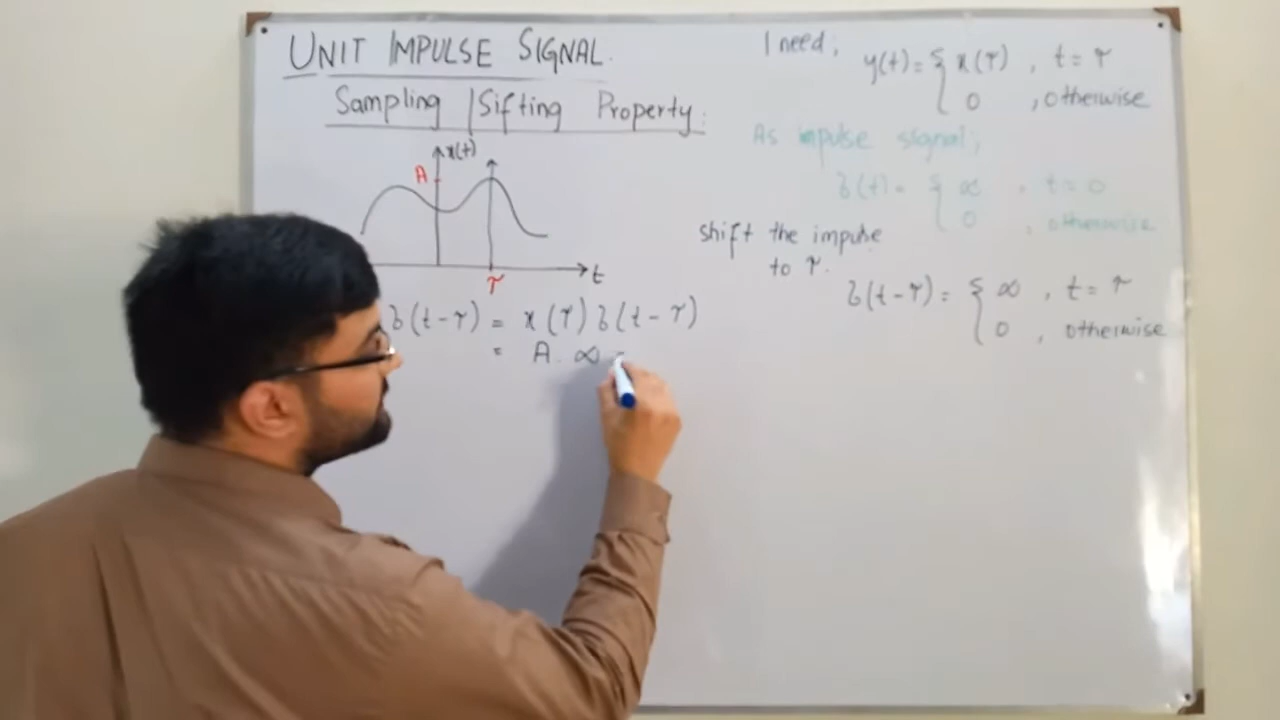 UNIT IMPULSE SIGNAL.
Sampling | Sifting Property:
x(t)
A
t
τ
δ(t-τ) = x(τ) δ(t-τ)
= A. ∞
I need,
y(t) = { x(τ) , t = τ
0 , otherwise
As impulse signal,
δ(t) = { ∞ , t = 0
0 , otherwise
shift the impulse
to τ.
δ(t-τ) = { ∞ , t = τ
0 , otherwise